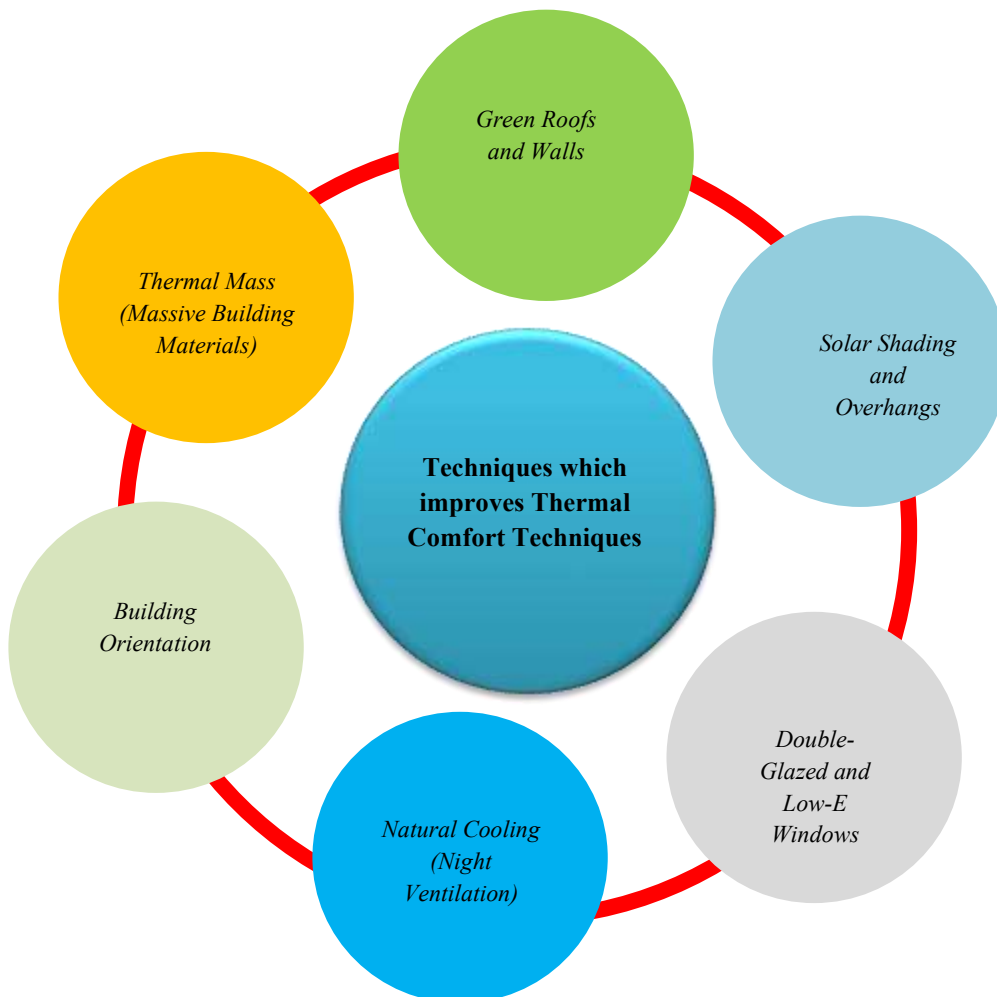 Green Roofs
and Walls
Thermal Mass
(Massive Building
Materials)
Solar Shading
and
Overhangs
Techniques which
improves Thermal
Comfort Techniques
Building
Orientation
Double-
Glazed and
Low-E
Windows
Natural Cooling
(Night
Ventilation)